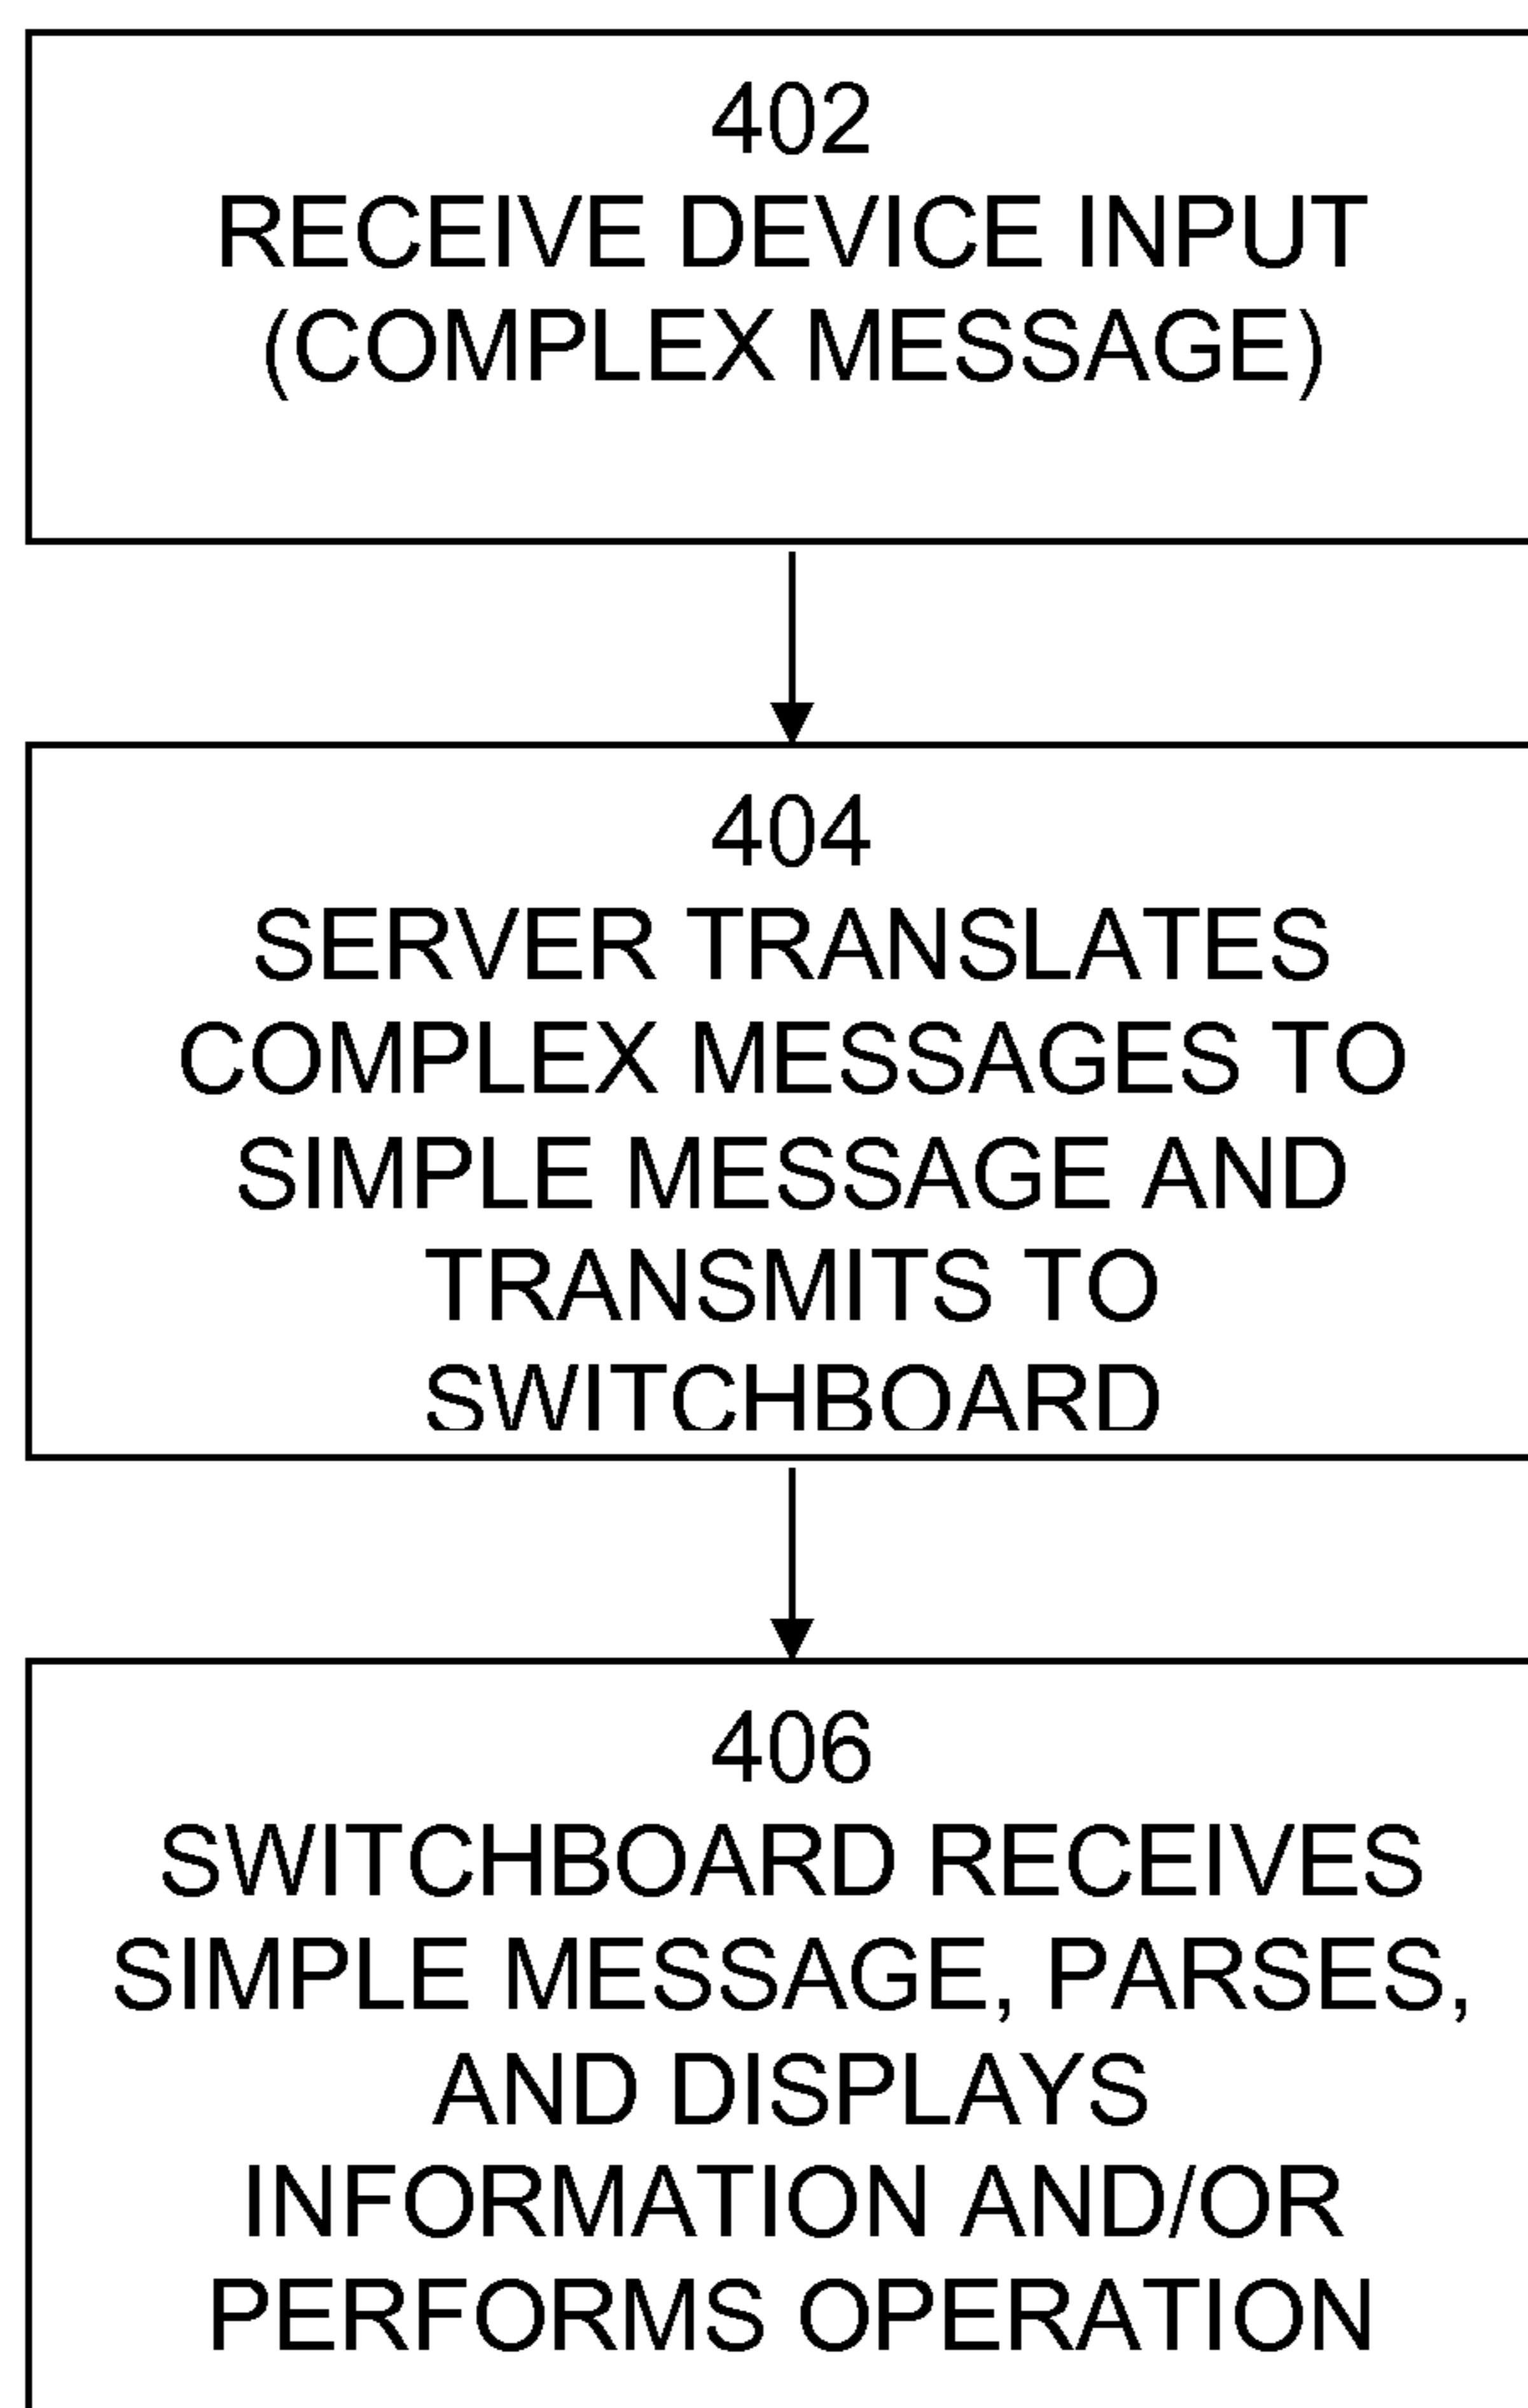 402
RECEIVE DEVICE INPUT
(COMPLEX MESSAGE)
404
SERVER TRANSLATES
COMPLEX MESSAGES TO
SIMPLE MESSAGE AND
TRANSMITS TO
SWITCHBOARD
406
SWITCHBOARD RECEIVES
SIMPLE MESSAGE, PARSES,
AND DISPLAYS
INFORMATION AND/OR
PERFORMS OPERATION